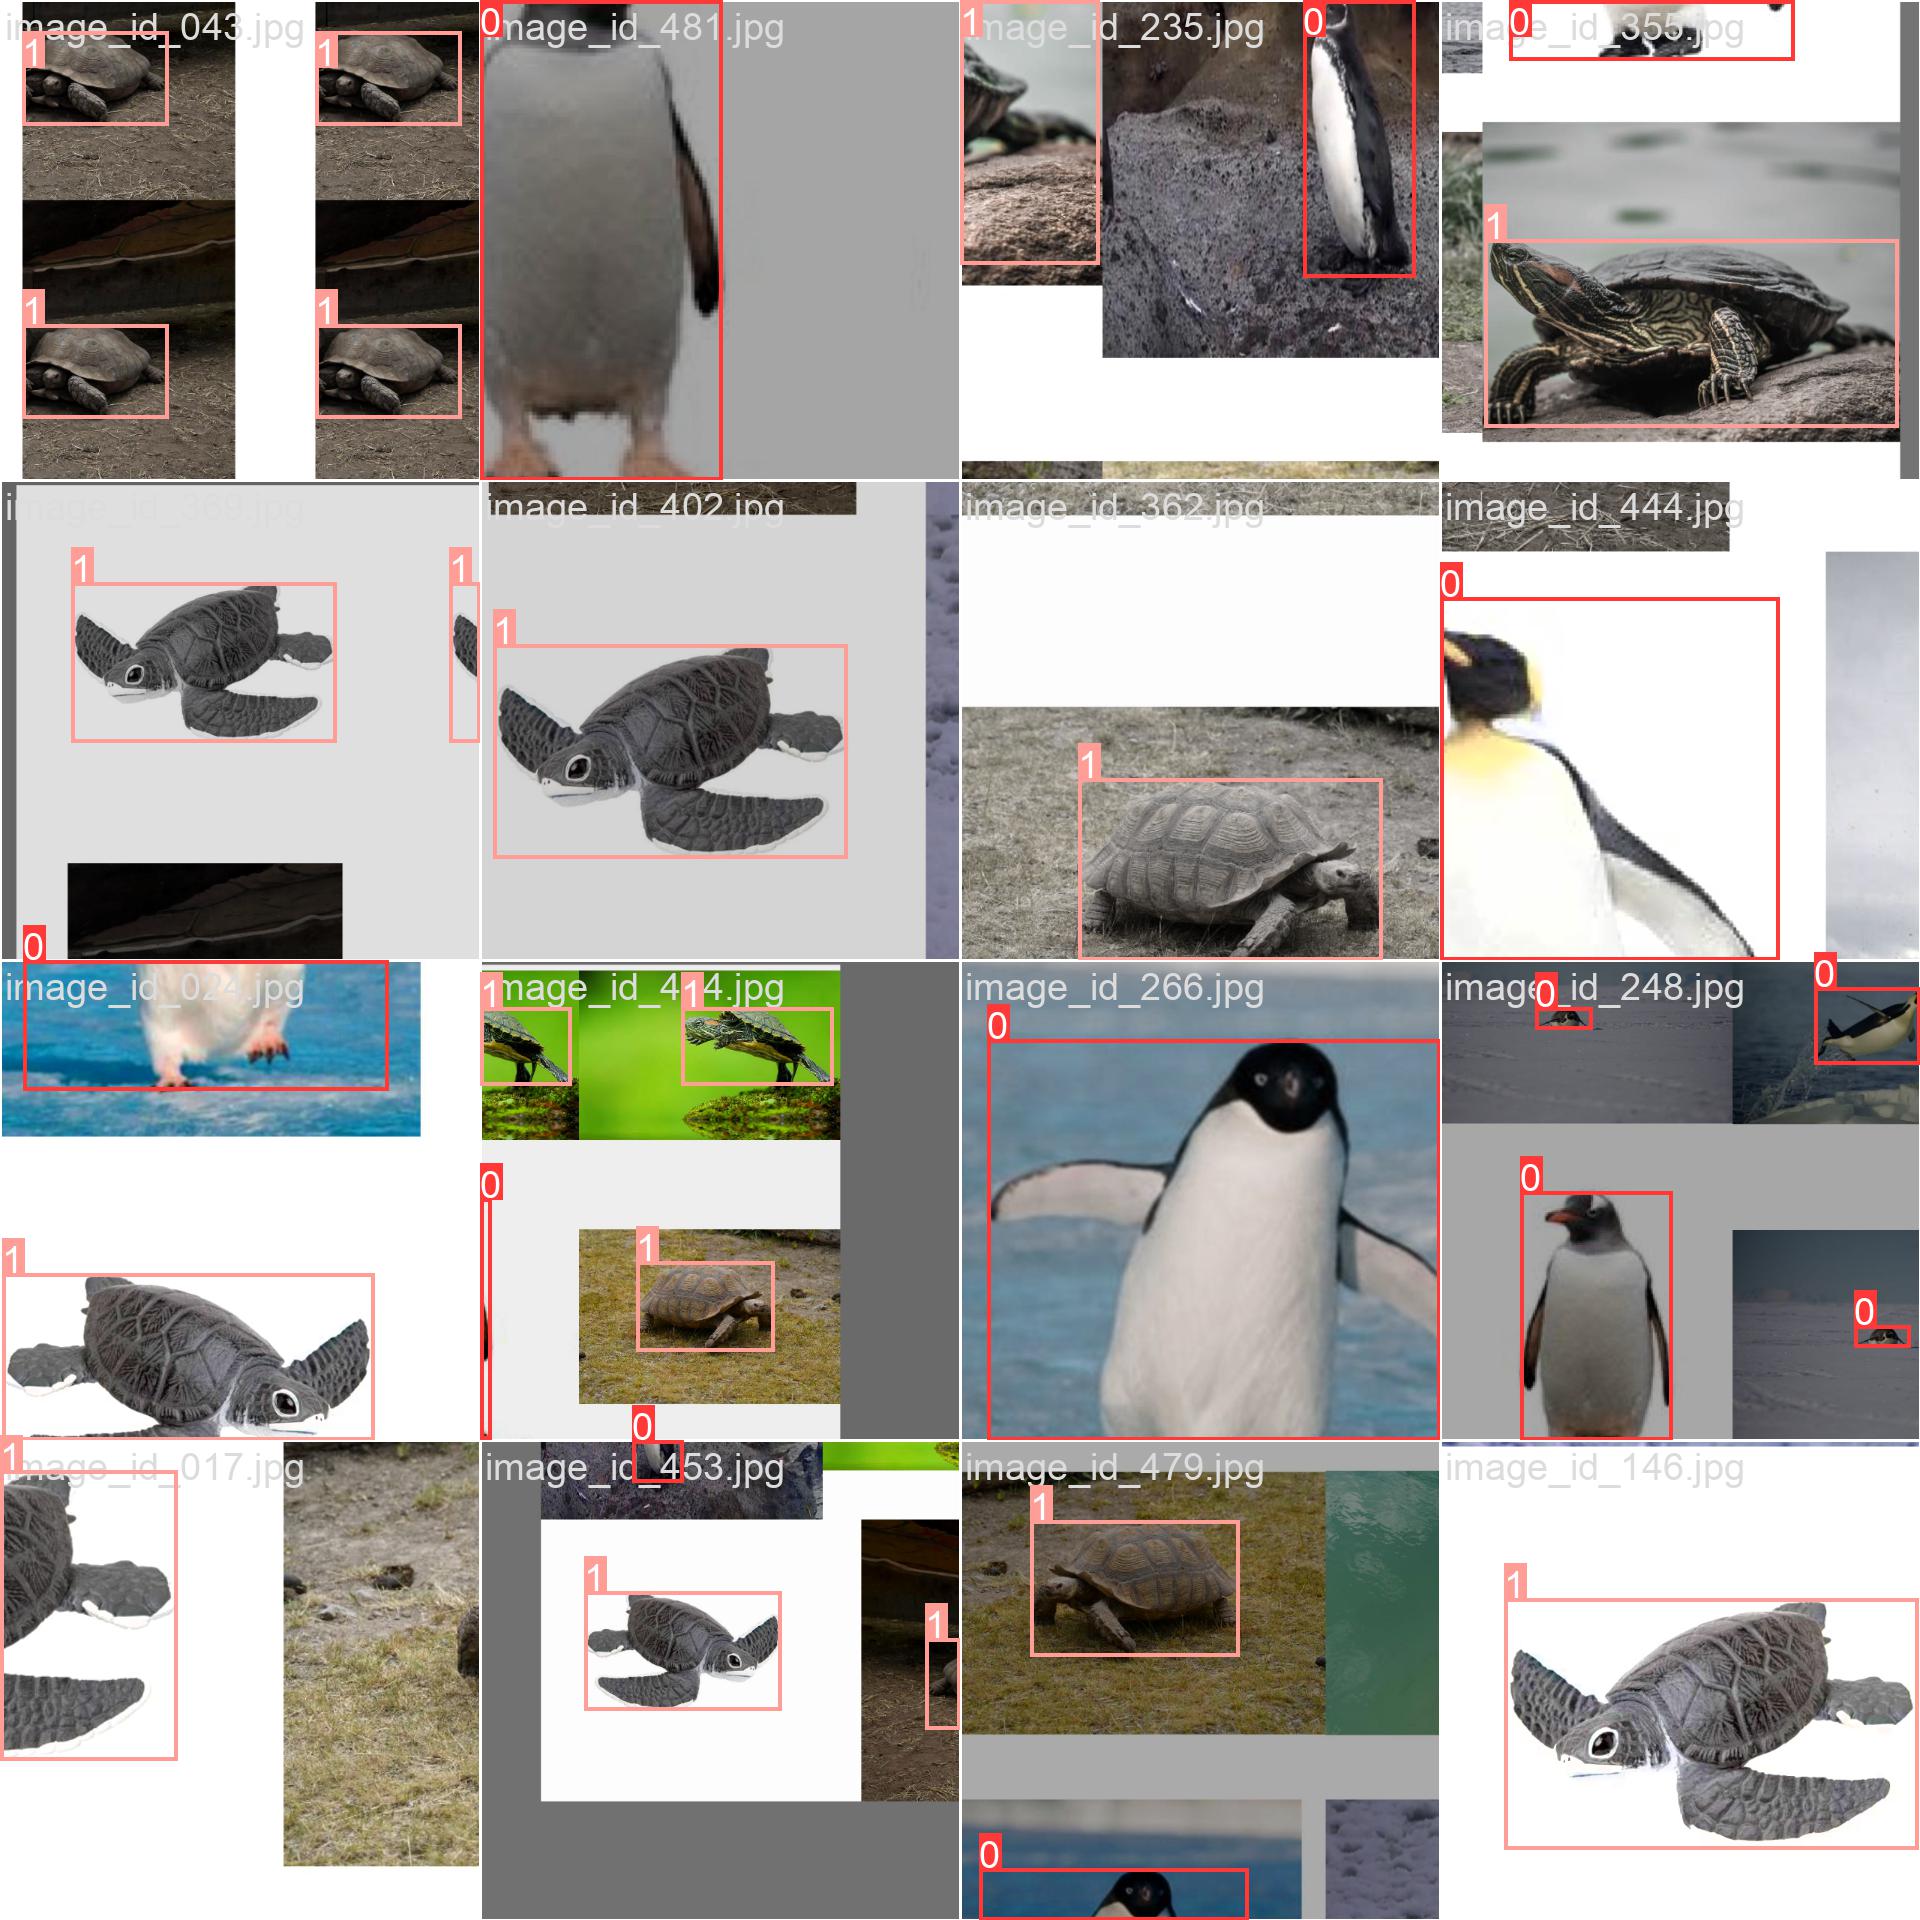 image_id_043.jpg
1
1
1
1
image_id_481.jpg
0
image_id_235.jpg
1
0
image_id_355.jpg
0
1
image_id_369.jpg
1
1
image_id_402.jpg
1
image_id_362.jpg
1
image_id_444.jpg
0
image_id_024.jpg
0
1
image_id_414.jpg
1
1
0
1
image_id_266.jpg
0
image_id_248.jpg
0
0
0
0
image_id_017.jpg
1
image_id_453.jpg
0
1
1
image_id_479.jpg
1
0
image_id_146.jpg
1